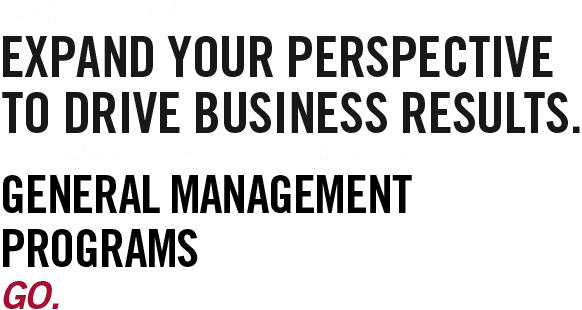 EXPAND YOUR PERSPECTIVE
TO DRIVE BUSINESS RESULTS.
GENERAL MANAGEMENT
PROGRAMS
GO.